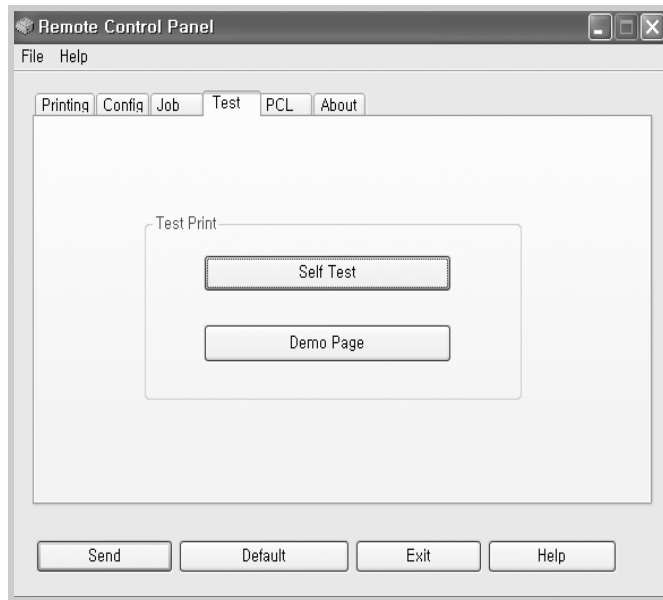 Remote Control Panel
File Help
Printing Config Job Test PCL About
Test Print
Self Test
Demo Page
Send Default Exit Help